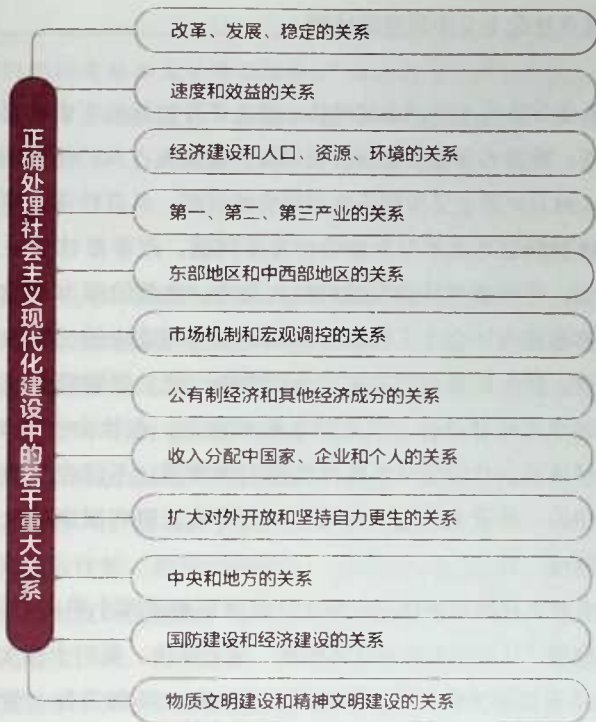 正确处理社会主义现代化建设中的若干重大关系
改革、发展、稳定的关系
速度和效益的关系
经济建设和人口、资源、环境的关系
第一、第二、第三产业的关系
东部地区和中西部地区的关系
市场机制和宏观调控的关系
公有制经济和其他经济成分的关系
收入分配中国家、企业和个人的关系
扩大对外开放和坚持自力更生的关系
中央和地方的关系
国防建设和经济建设的关系
物质文明建设和精神文明建设的关系